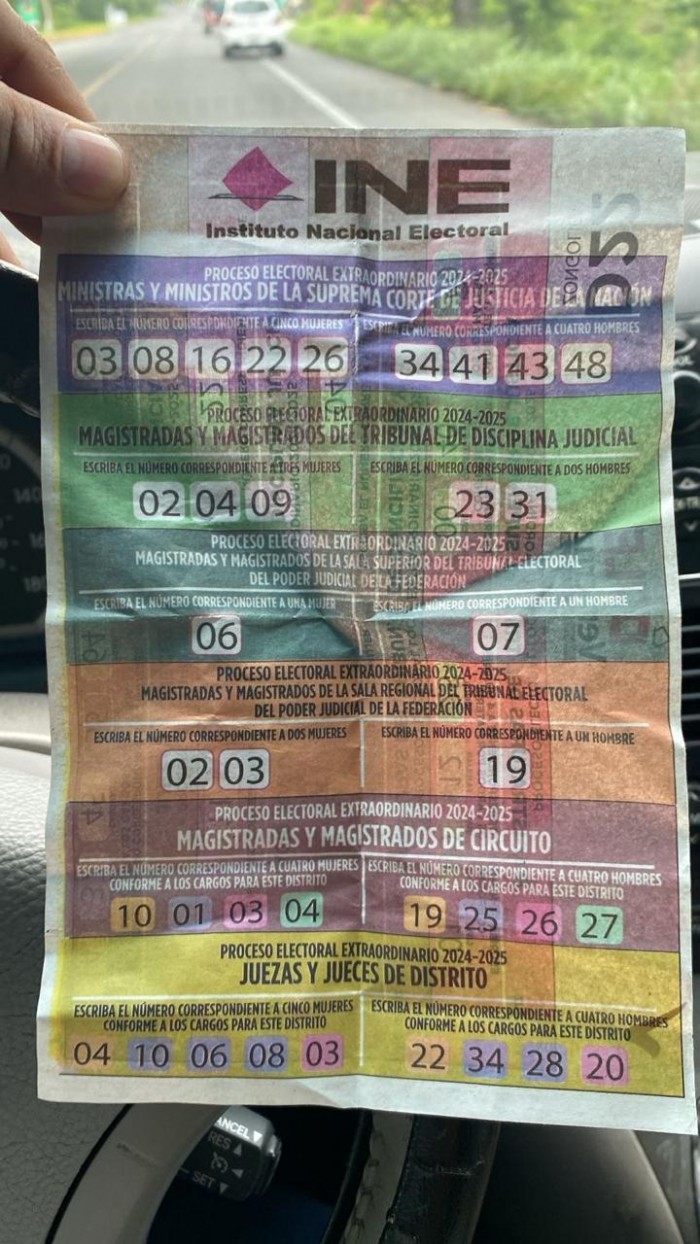 INE
Instituto Nacional Electoral
PROCESO ELECTORAL EXTRAORDINARIO 2024-2025
MINISTRAS Y MINISTROS DE LA SUPREMA CORTE DE JUSTICIA DE LA NACIÓN
ESCRIBA EL NÚMERO CORRESPONDIENTE A CINCO MUJERES
ESCRIBA EL NÚMERO CORRESPONDIENTE A CUATRO HOMBRES
03 08 16 22 26
34 41 43 48
PROCESO ELECTORAL EXTRAORDINARIO 2024-2025
MAGISTRADAS Y MAGISTRADOS DEL TRIBUNAL DE DISCIPLINA JUDICIAL
ESCRIBA EL NÚMERO CORRESPONDIENTE A TRES MUJERES
ESCRIBA EL NÚMERO CORRESPONDIENTE A DOS HOMBRES
02 04 09
23 31
PROCESO ELECTORAL EXTRAORDINARIO 2024-2025
MAGISTRADAS Y MAGISTRADOS DE LA SALA SUPERIOR DEL TRIBUNAL ELECTORAL
DEL PODER JUDICIAL DE LA FEDERACIÓN
ESCRIBA EL NÚMERO CORRESPONDIENTE A UNA MUJER
ESCRIBA EL NÚMERO CORRESPONDIENTE A UN HOMBRE
06
07
PROCESO ELECTORAL EXTRAORDINARIO 2024-2025
MAGISTRADAS Y MAGISTRADOS DE LA SALA REGIONAL DEL TRIBUNAL ELECTORAL
DEL PODER JUDICIAL DE LA FEDERACIÓN
ESCRIBA EL NÚMERO CORRESPONDIENTE A DOS MUJERES
ESCRIBA EL NÚMERO CORRESPONDIENTE A UN HOMBRE
02 03
19
PROCESO ELECTORAL EXTRAORDINARIO 2024-2025
MAGISTRADAS Y MAGISTRADOS DE CIRCUITO
ESCRIBA EL NÚMERO CORRESPONDIENTE A CUATRO MUJERES
CONFORME A LOS CARGOS PARA ESTE DISTRITO
ESCRIBA EL NÚMERO CORRESPONDIENTE A CUATRO HOMBRES
CONFORME A LOS CARGOS PARA ESTE DISTRITO
10 01 03 04
19 25 26 27
PROCESO ELECTORAL EXTRAORDINARIO 2024-2025
JUEZAS Y JUECES DE DISTRITO
ESCRIBA EL NÚMERO CORRESPONDIENTE A CINCO MUJERES
CONFORME A LOS CARGOS PARA ESTE DISTRITO
ESCRIBA EL NÚMERO CORRESPONDIENTE A CUATRO HOMBRES
CONFORME A LOS CARGOS PARA ESTE DISTRITO
04 10 06 08 03
22 34 28 20
D22
CANCEL
RES
SET